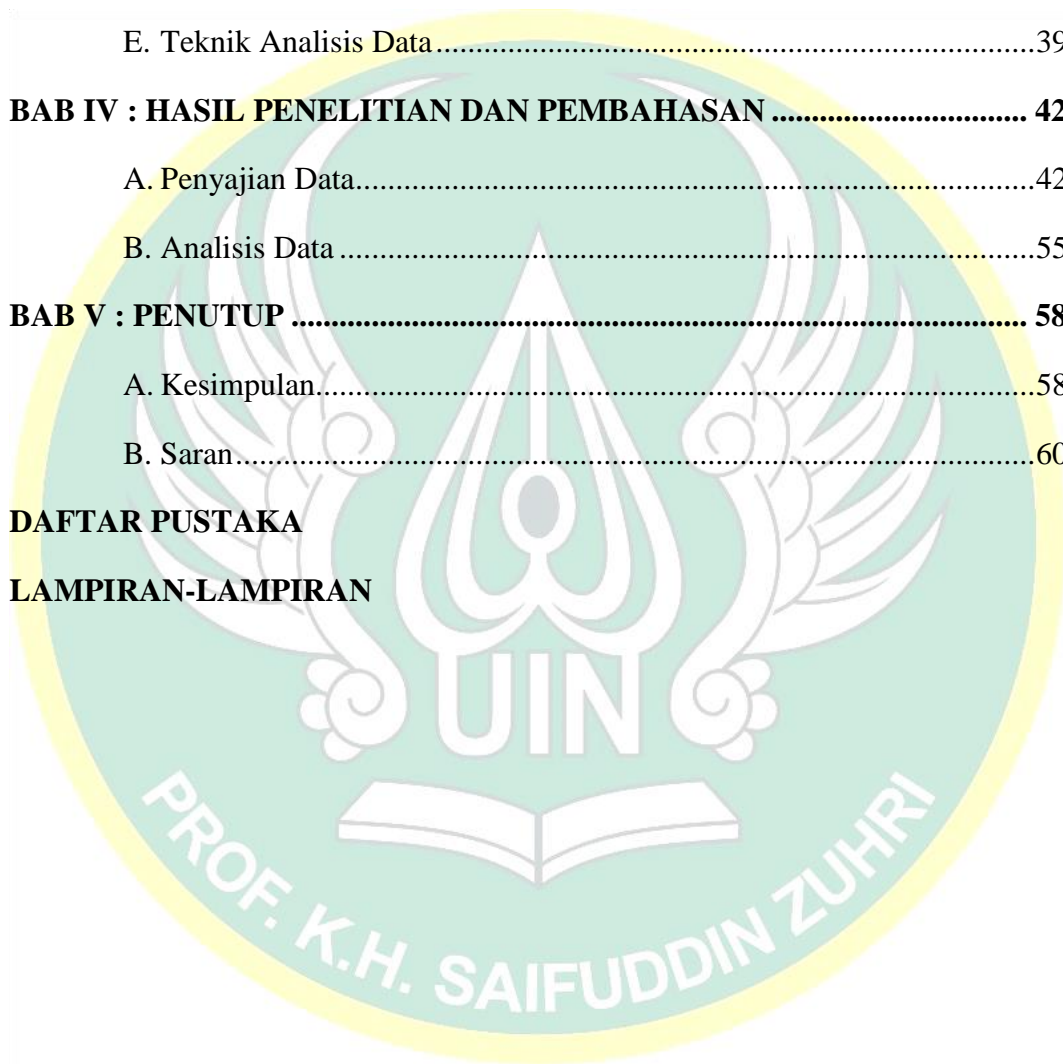 E. Teknik Analisis Data...........................................................................39
BAB IV : HASIL PENELITIAN DAN PEMBAHASAN ................................ 42
A. Penyajian Data.....................................................................................42
B. Analisis Data .......................................................................................55
BAB V : PENUTUP ............................................................................................ 58
A. Kesimpulan..........................................................................................58
B. Saran....................................................................................................60
DAFTAR PUSTAKA
LAMPIRAN-LAMPIRAN
UIN
PROF. K.H. SAIFUDDIN ZUHRI